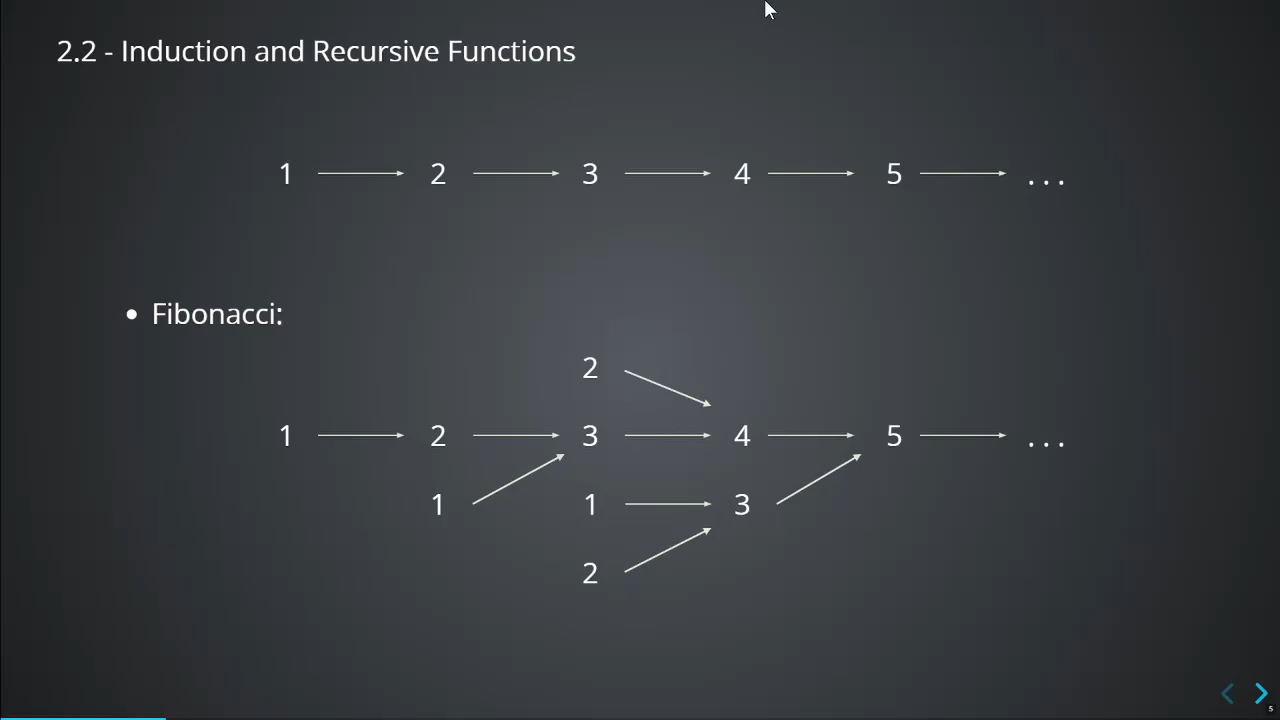 2.2 - Induction and Recursive Functions
1 2 3 4 5 ...
• Fibonacci:
2
1 2 3 4 5 ...
1 1 3
2
5